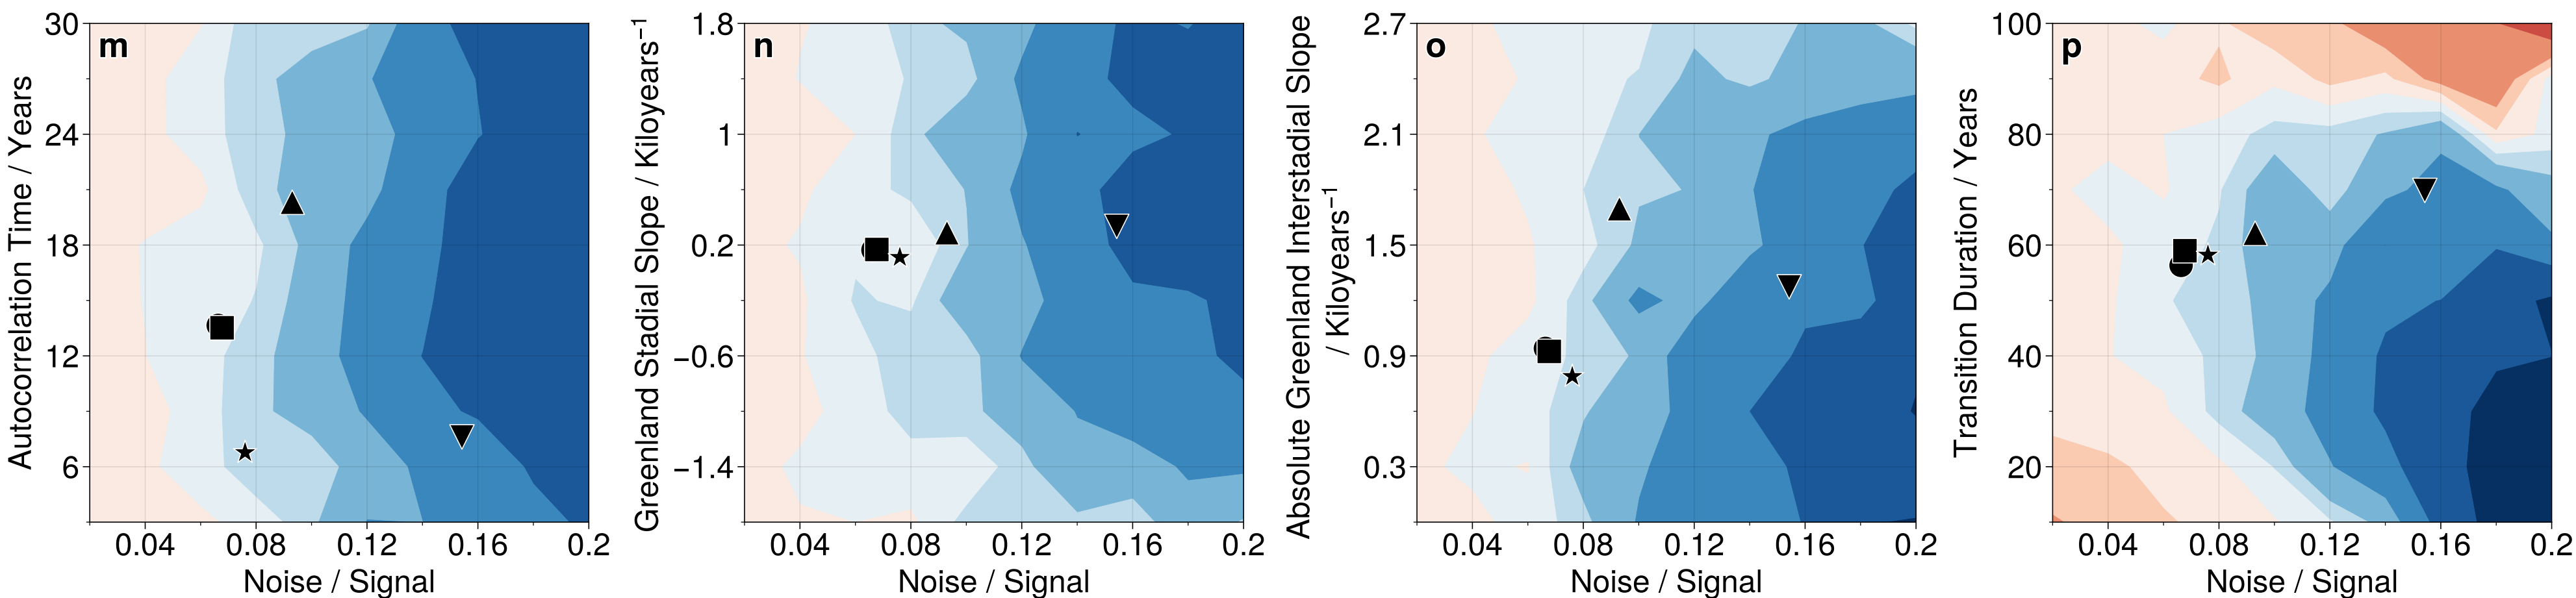 m
Autocorrelation Time / Years
30
24
18
12
6
0.04 0.08 0.12 0.16 0.2
Noise / Signal
n
Greenland Stadial Slope / Kiloyears⁻¹
1.8
1
0.2
−0.6
−1.4
0.04 0.08 0.12 0.16 0.2
Noise / Signal
o
Absolute Greenland Interstadial Slope
/ Kiloyears⁻¹
2.7
2.1
1.5
0.9
0.3
0.04 0.08 0.12 0.16 0.2
Noise / Signal
p
Transition Duration / Years
100
80
60
40
20
0.04 0.08 0.12 0.16 0.2
Noise / Signal